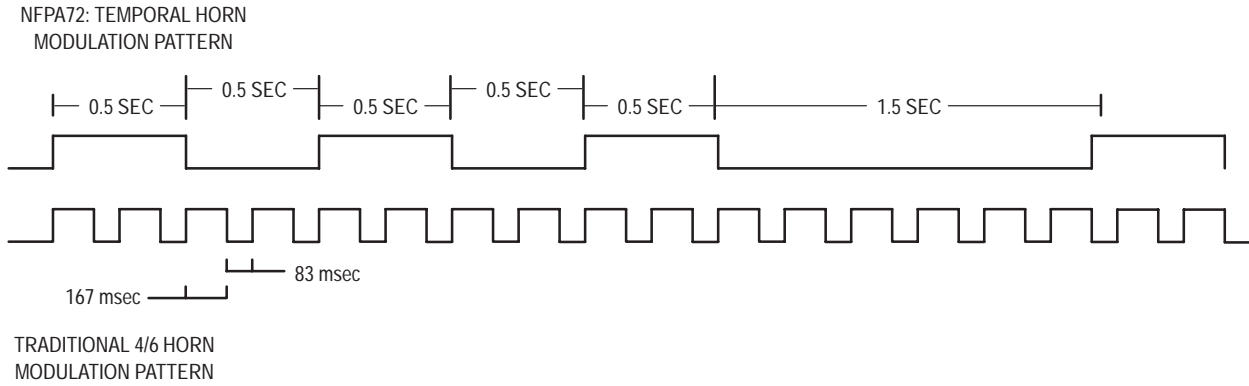 NFPA72: TEMPORAL HORN
MODULATION PATTERN
0.5 SEC
0.5 SEC
0.5 SEC
0.5 SEC
0.5 SEC
1.5 SEC
83 msec
167 msec
TRADITIONAL 4/6 HORN
MODULATION PATTERN